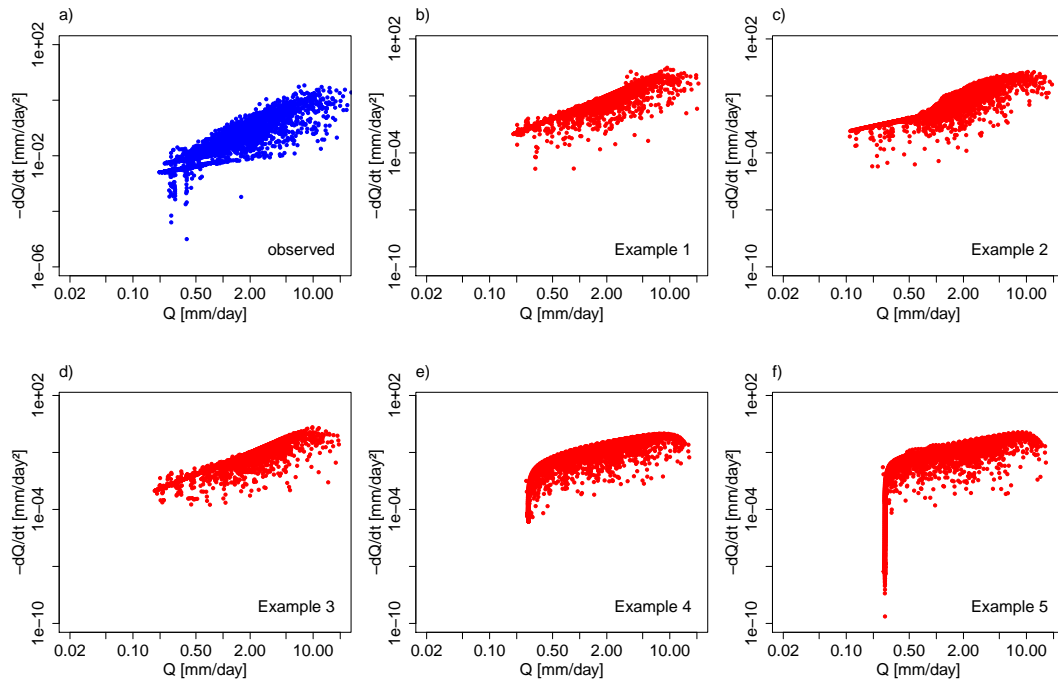 a)
1e+02
1e−02
1e−06
−dQ/dt [mm/day²]
observed
0.02 0.10 0.50 2.00 10.00
Q [mm/day]
b)
1e+02
1e−04
1e−10
−dQ/dt [mm/day²]
Example 1
0.02 0.10 0.50 2.00 10.00
Q [mm/day]
c)
1e+02
1e−04
1e−10
−dQ/dt [mm/day²]
Example 2
0.02 0.10 0.50 2.00 10.00
Q [mm/day]
d)
1e+02
1e−04
1e−10
−dQ/dt [mm/day²]
Example 3
0.02 0.10 0.50 2.00 10.00
Q [mm/day]
e)
1e+02
1e−04
1e−10
−dQ/dt [mm/day²]
Example 4
0.02 0.10 0.50 2.00 10.00
Q [mm/day]
f)
1e+02
1e−04
1e−10
−dQ/dt [mm/day²]
Example 5
0.02 0.10 0.50 2.00 10.00
Q [mm/day]